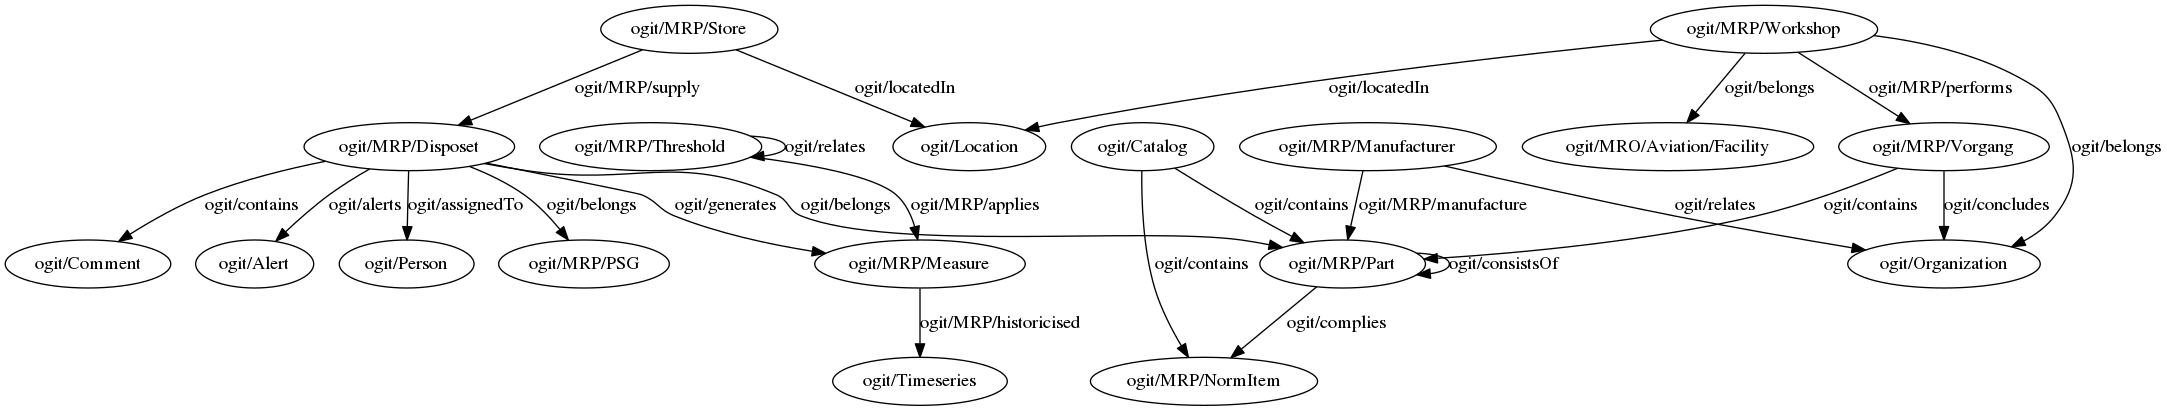 ogit/MRP/Store
ogit/MRP/Workshop
ogit/MRP/supply
ogit/locatedIn
ogit/locatedIn
ogit/belongs
ogit/MRP/performs
ogit/MRP/Disposet
ogit/MRP/Threshold
ogit/relates
ogit/Location
ogit/Catalog
ogit/MRP/Manufacturer
ogit/MRO/Aviation/Facility
ogit/MRP/Vorgang
ogit/belongs
ogit/contains
ogit/alerts
ogit/assignedTo
ogit/belongs
ogit/generates
ogit/belongs
ogit/MRP/applies
ogit/contains
ogit/MRP/manufacture
ogit/relates
ogit/contains
ogit/concludes
ogit/Comment
ogit/Alert
ogit/Person
ogit/MRP/PSG
ogit/MRP/Measure
ogit/contains
ogit/MRP/Part
ogit/consistsOf
ogit/Organization
ogit/MRP/historicised
ogit/complies
ogit/Timeseries
ogit/MRP/NormItem